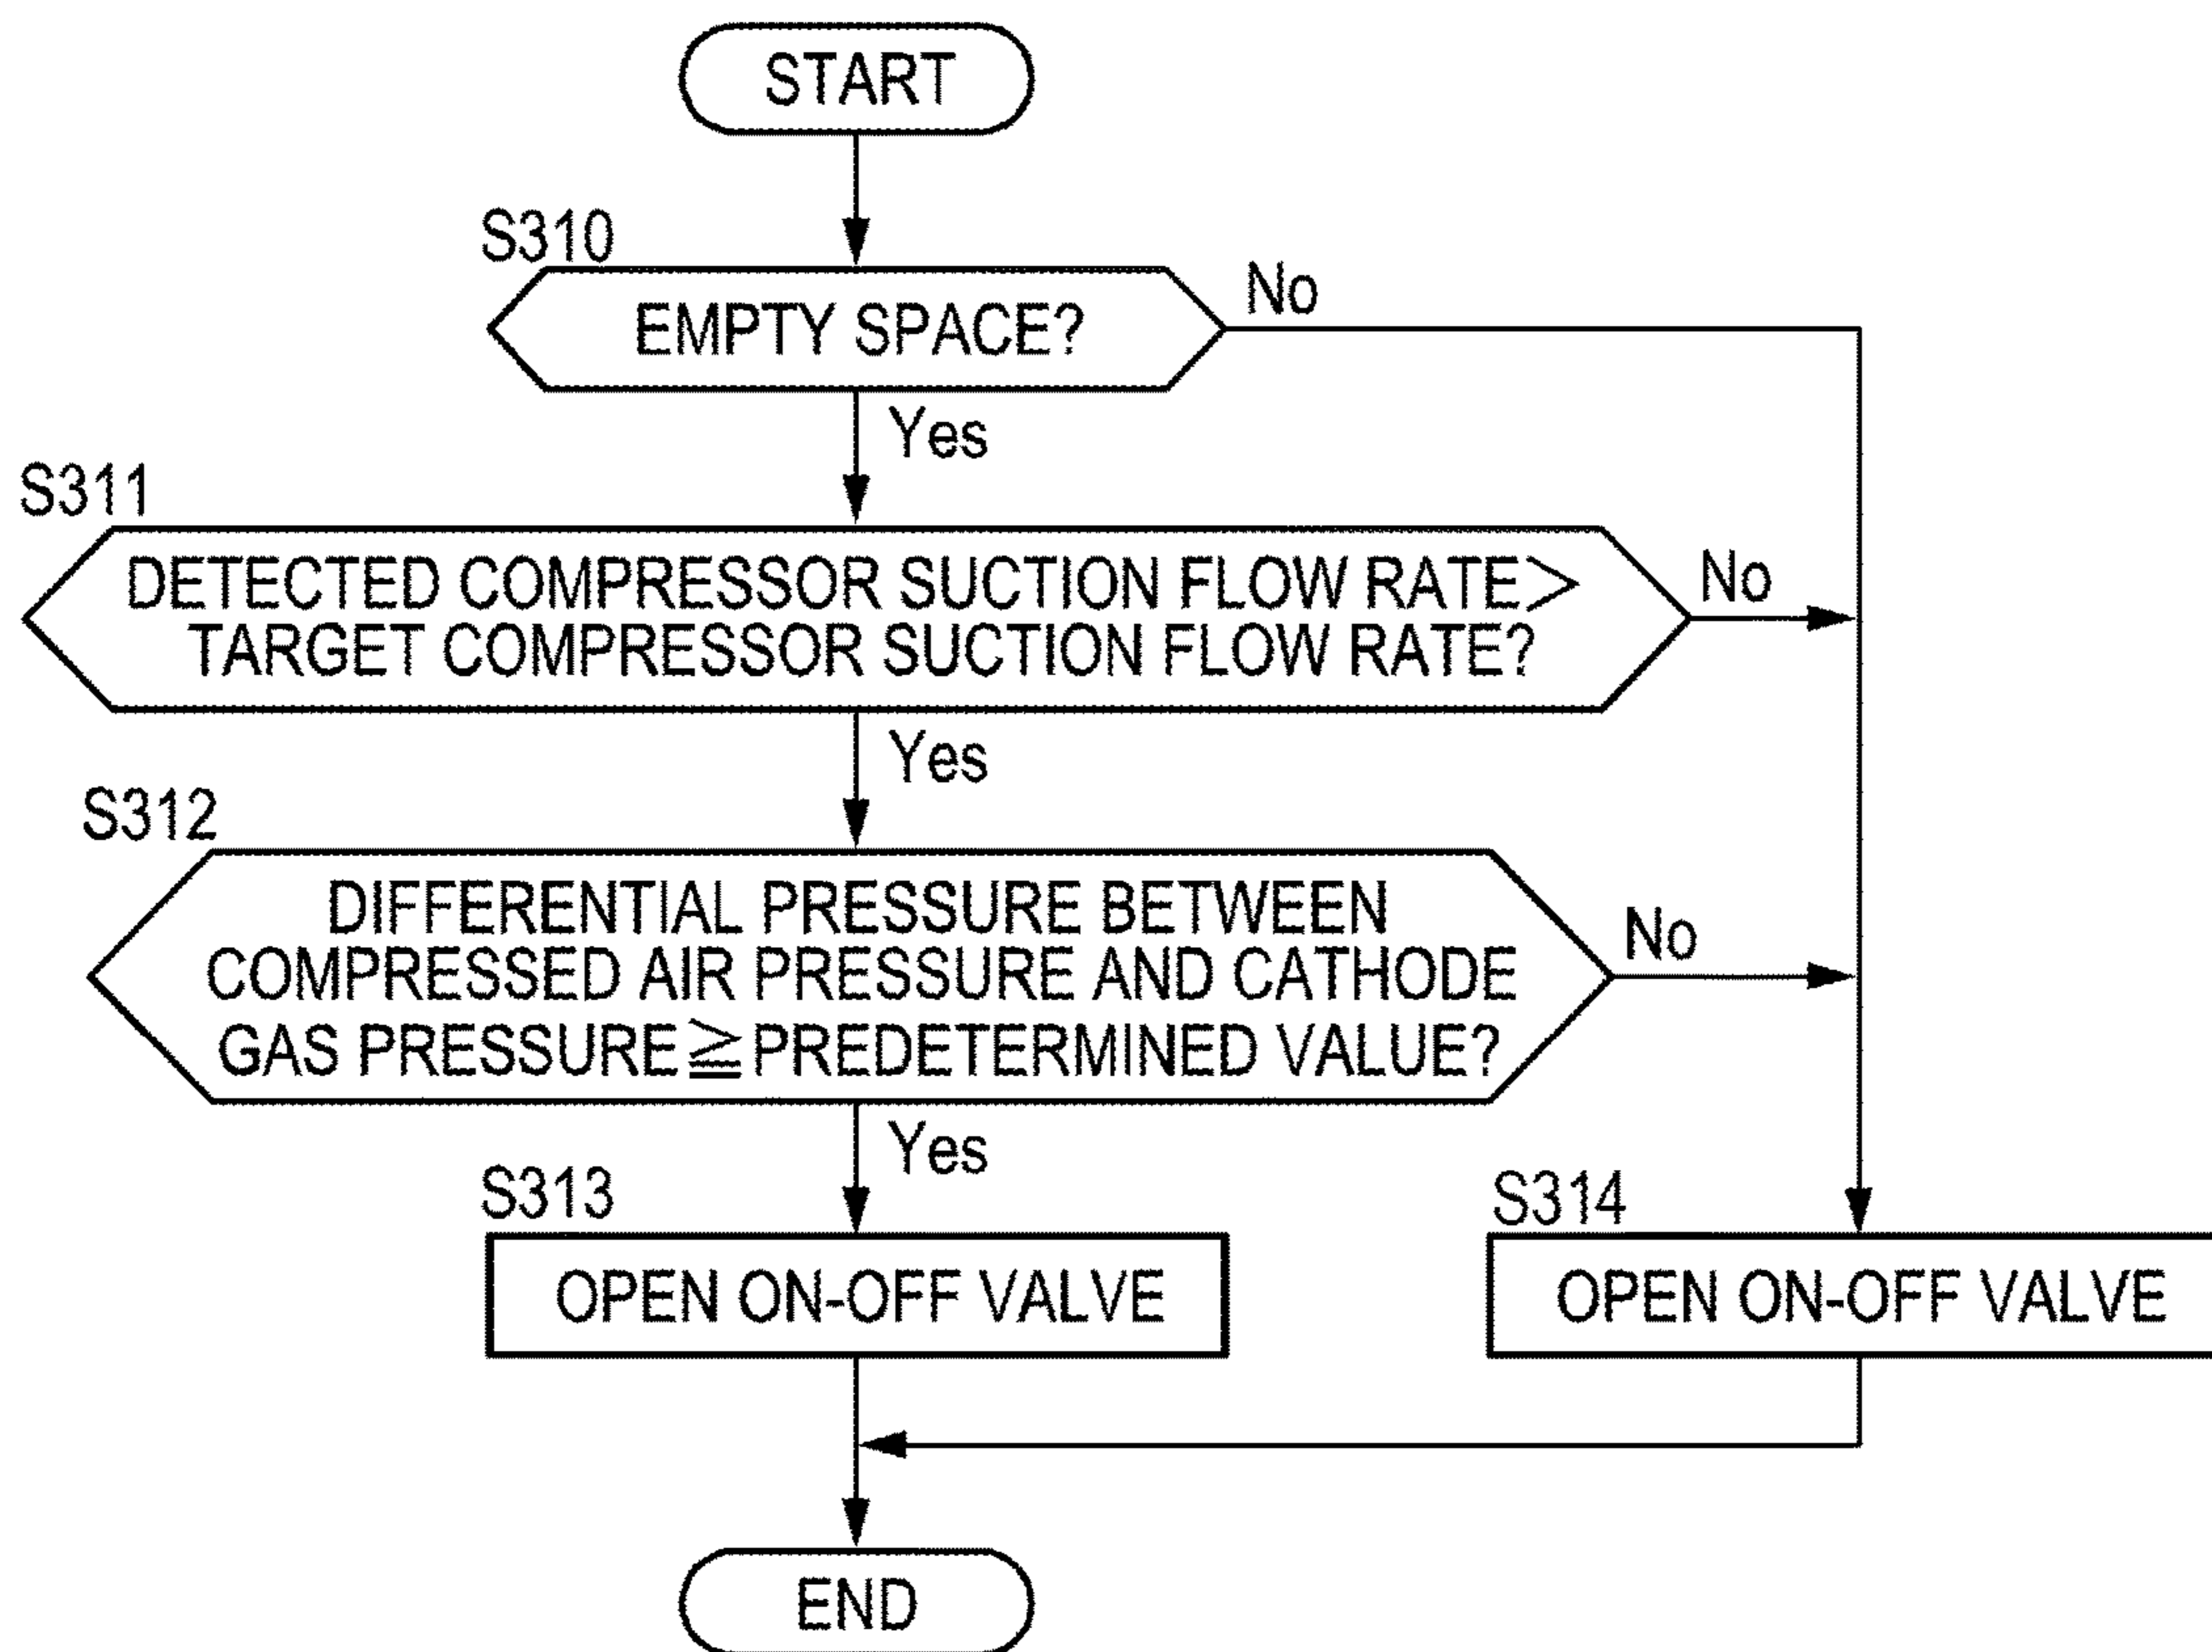 START
S310
EMPTY SPACE?
No
Yes
S311
DETECTED COMPRESSOR SUCTION FLOW RATE>
TARGET COMPRESSOR SUCTION FLOW RATE?
No
Yes
S312
DIFFERENTIAL PRESSURE BETWEEN
COMPRESSED AIR PRESSURE AND CATHODE
GAS PRESSURE≧PREDETERMINED VALUE?
No
Yes
S313
OPEN ON-OFF VALVE
S314
OPEN ON-OFF VALVE
END